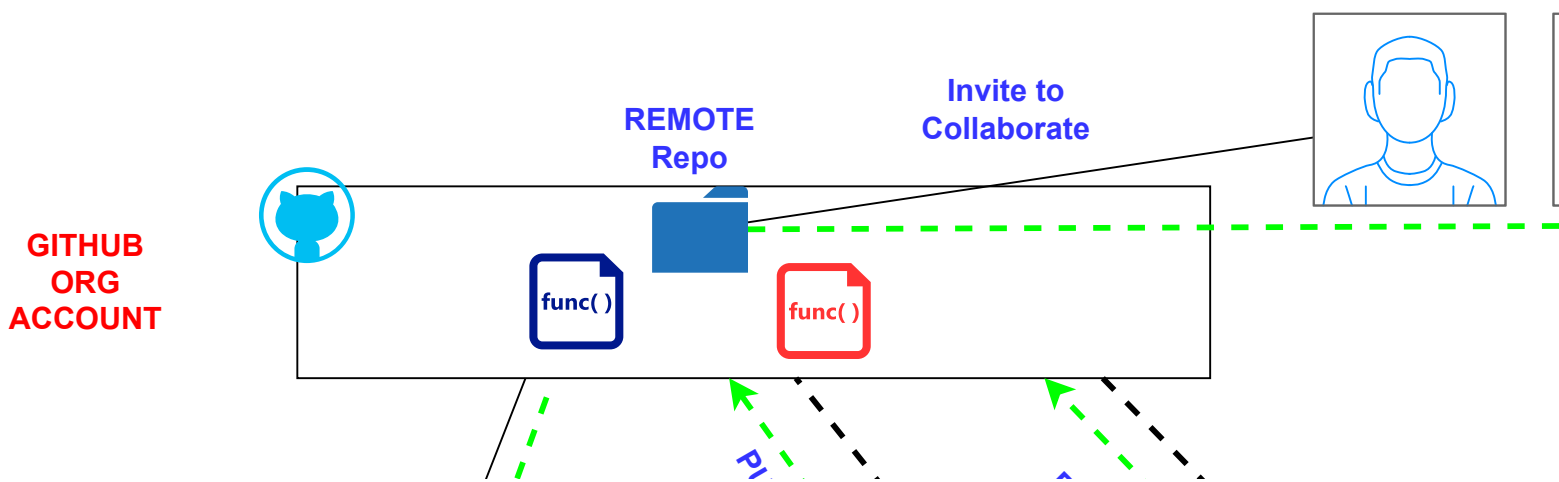 Invite to
Collaborate
REMOTE
Repo
GITHUB
ORG
ACCOUNT
func( )
func( )